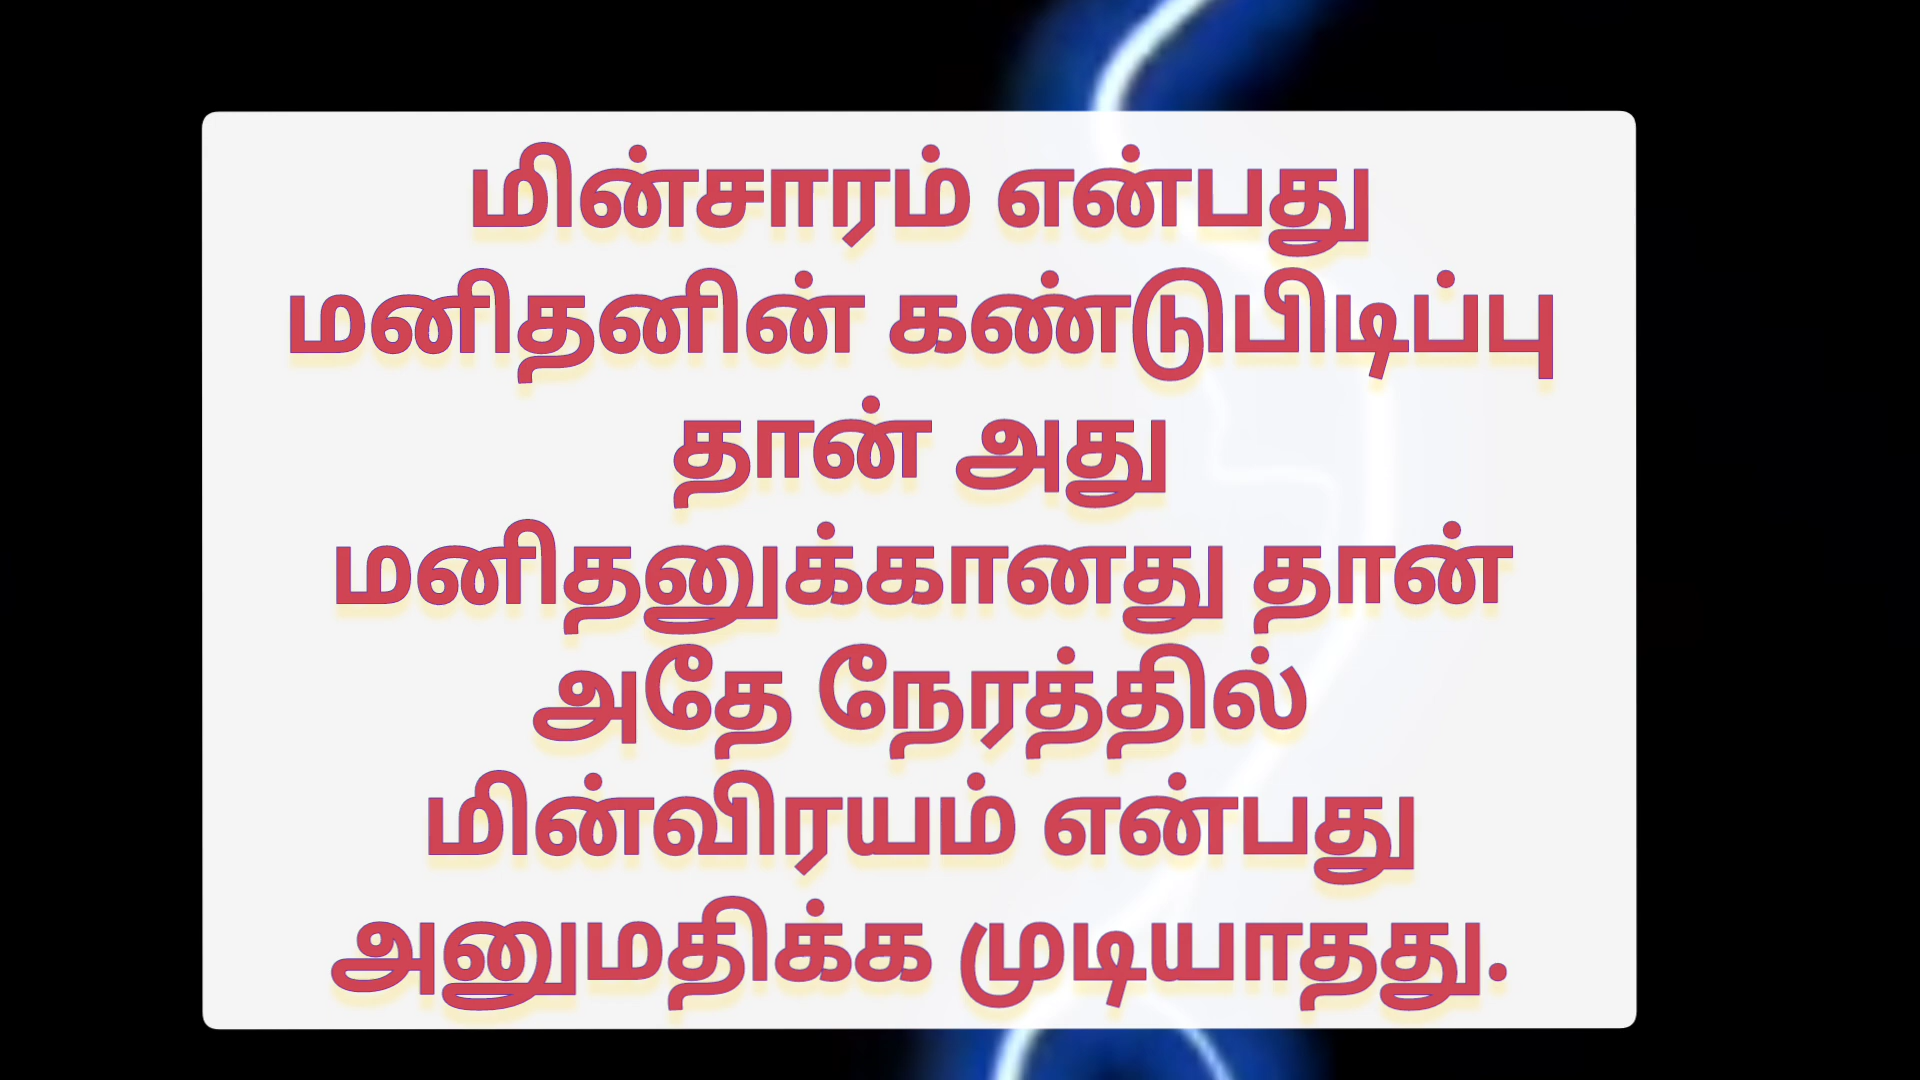 மின்சாரம் என்பது
மனிதனின் கண்டுபிடிப்பு
தான் அது
மனிதனுக்கானது தான்
அதே நேரத்தில்
மின்விரயம் என்பது
அனுமதிக்க முடியாதது.